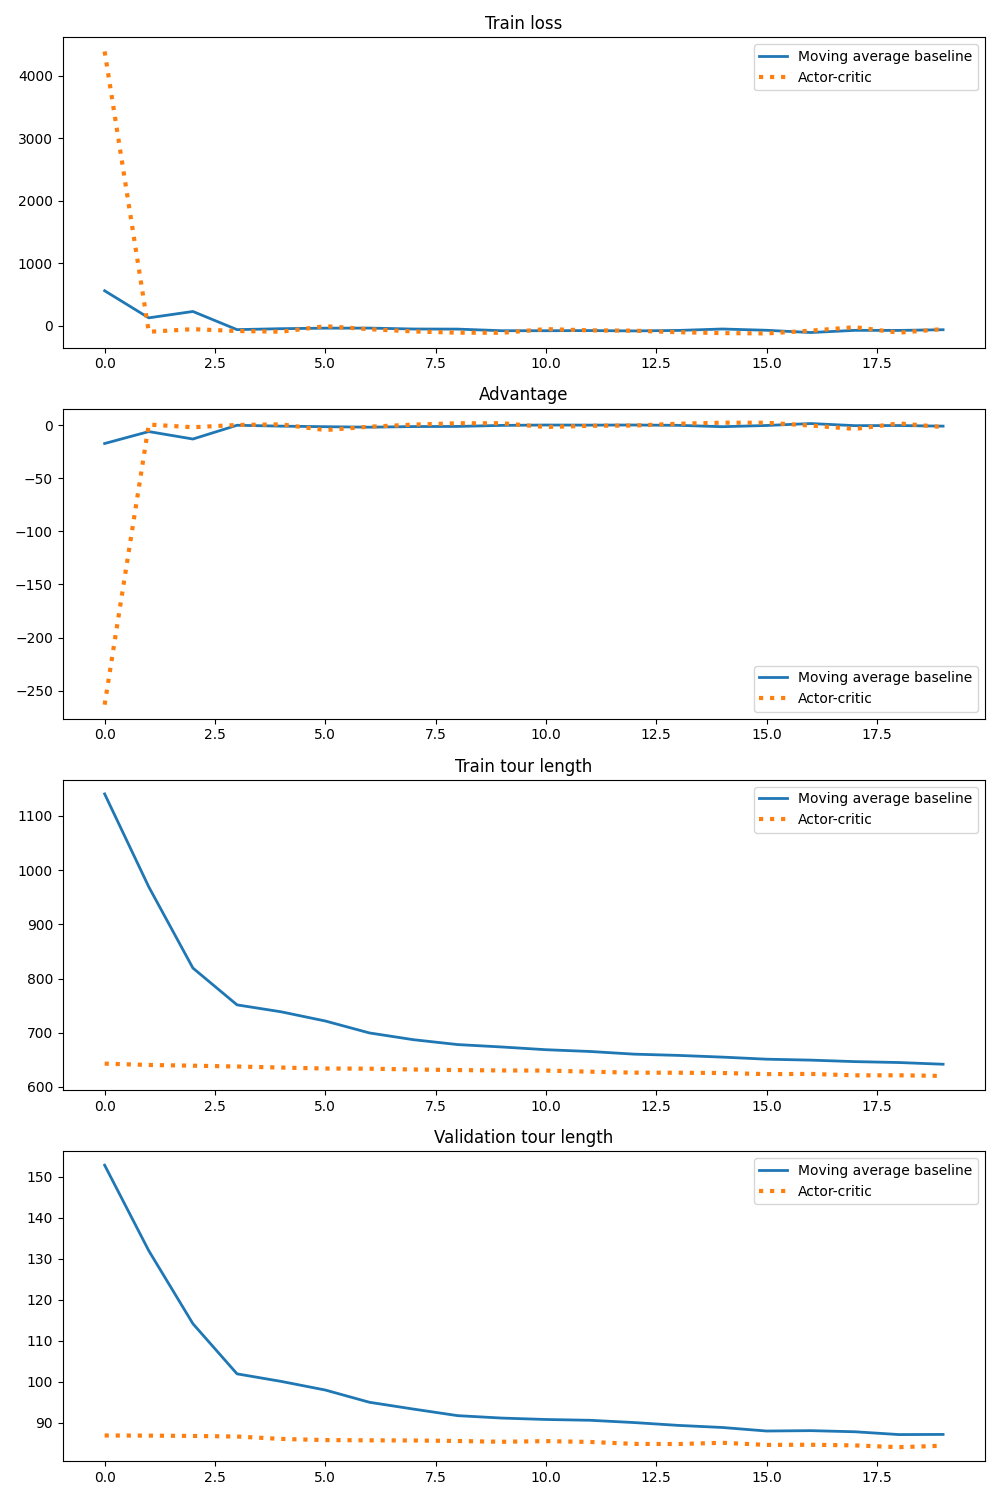 Train loss
4000
3000
2000
1000
0
Moving average baseline
Actor-critic
0.0 2.5 5.0 7.5 10.0 12.5 15.0 17.5
Advantage
0
−50
−100
−150
−200
−250
Moving average baseline
Actor-critic
0.0 2.5 5.0 7.5 10.0 12.5 15.0 17.5
Train tour length
1100
1000
900
800
700
600
Moving average baseline
Actor-critic
0.0 2.5 5.0 7.5 10.0 12.5 15.0 17.5
Validation tour length
150
140
130
120
110
100
90
Moving average baseline
Actor-critic
0.0 2.5 5.0 7.5 10.0 12.5 15.0 17.5